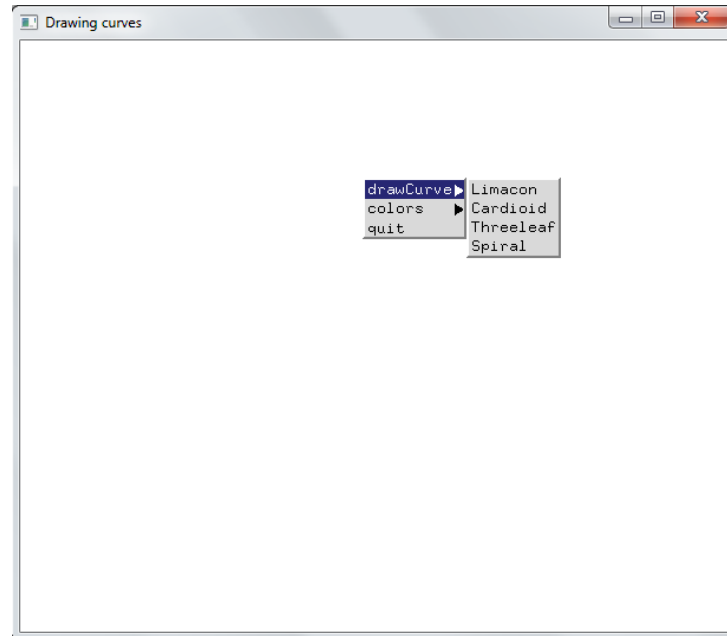 Drawing curves
drawCurve
colors
quit
Limacon
Cardioid
Threeleaf
Spiral